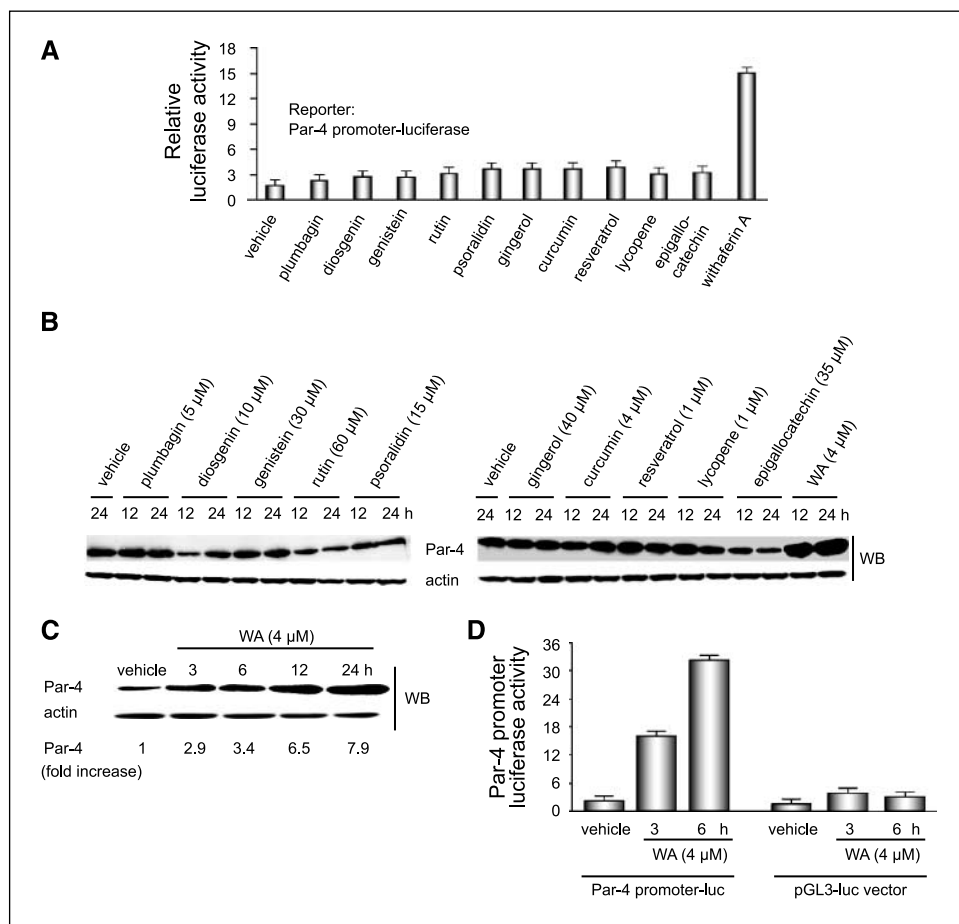 A
Relative
luciferase activity
18
15
12
9
6
3
0
Reporter:
Par-4 promoter-luciferase
vehicle
plumbagin
diosgenin
genistein
rutin
psoralidin
gingerol
curcumin
resveratrol
lycopene
epigallo-
catechin
withaferin A
B
vehicle
plumbagin (5 µM)
diosgenin (10 µM)
genistein (30 µM)
rutin (60 µM)
psoralidin (15 µM)
24 12 24 12 24 12 24 12 24 12 24 h
vehicle
gingerol (40 µM)
curcumin (4 µM)
resveratrol (1 µM)
lycopene (1 µM)
epigallocatechin (35 µM)
WA (4 µM)
24 12 24 12 24 12 24 12 24 12 24 12 24 h
Par-4
actin
WB
C
WA (4 µM)
vehicle 3 6 12 24 h
Par-4
actin
WB
Par-4 1 2.9 3.4 6.5 7.9
(fold increase)
D
Par-4 promoter
luciferase activity
36
30
24
18
12
6
0
vehicle 3 6 h vehicle 3 6 h
WA (4 µM) WA (4 µM)
Par-4 promoter-luc pGL3-luc vector